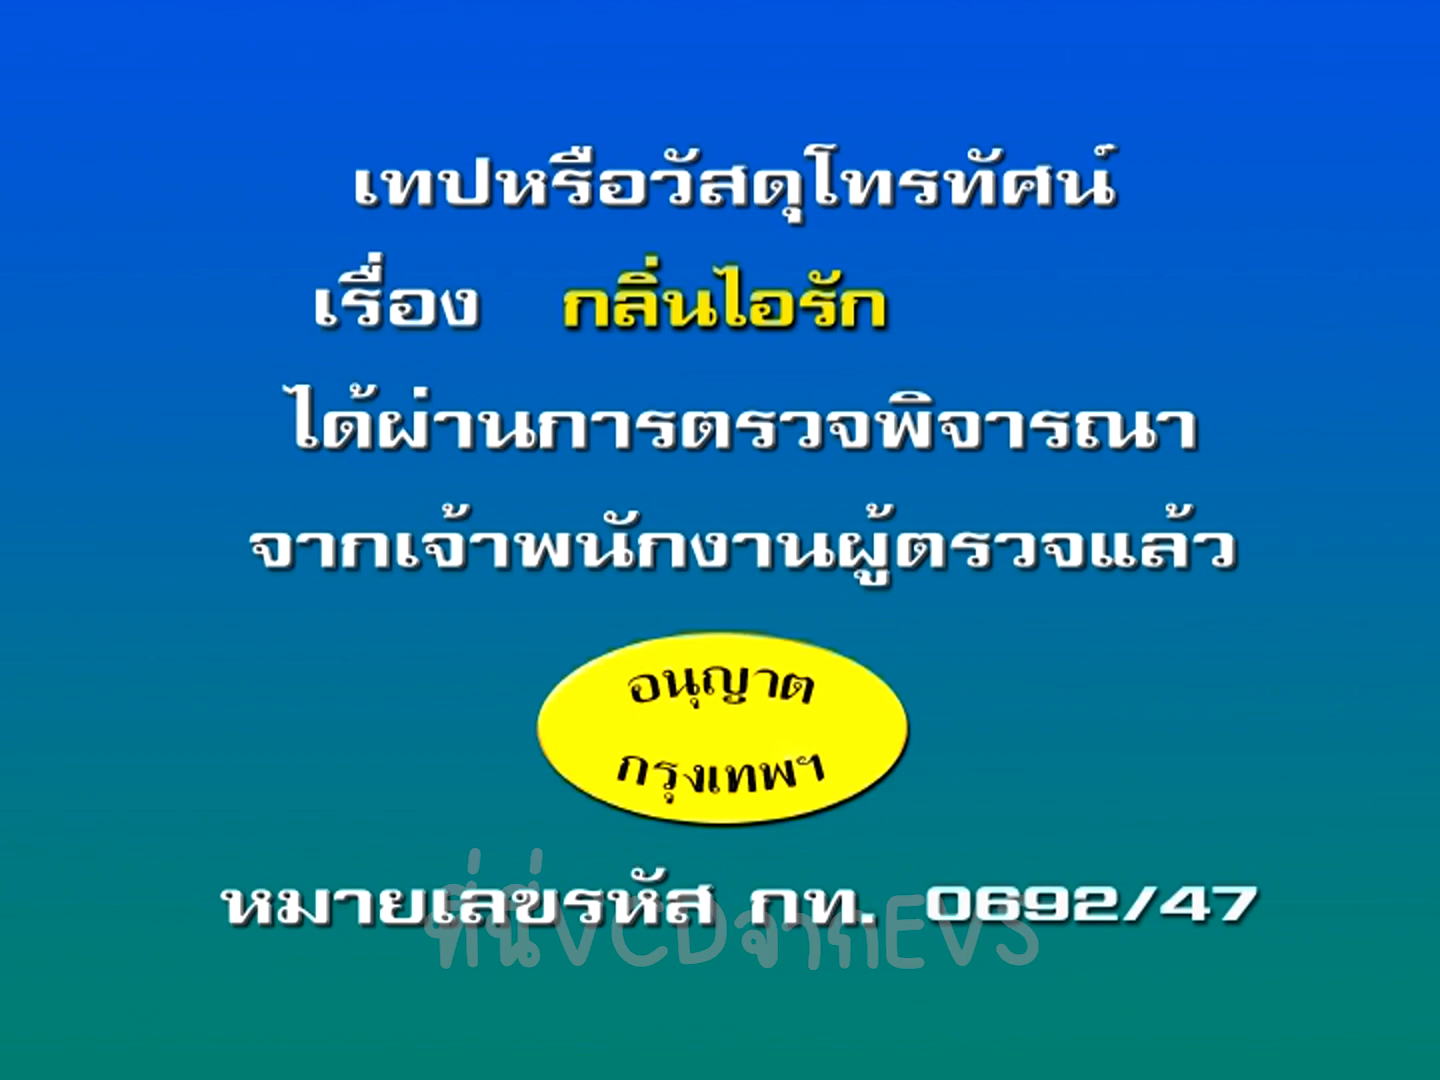 เทปหรือวัสดุโทรทัศน์
เรื่อง กลิ่นไอรัก
ได้ผ่านการตรวจพิจารณา
จากเจ้าพนักงานผู้ตรวจแล้ว
อนุญาต
กรุงเทพฯ
หมายเลขรหัส กท. 0692/47
ที่นี่VCDจากEVS